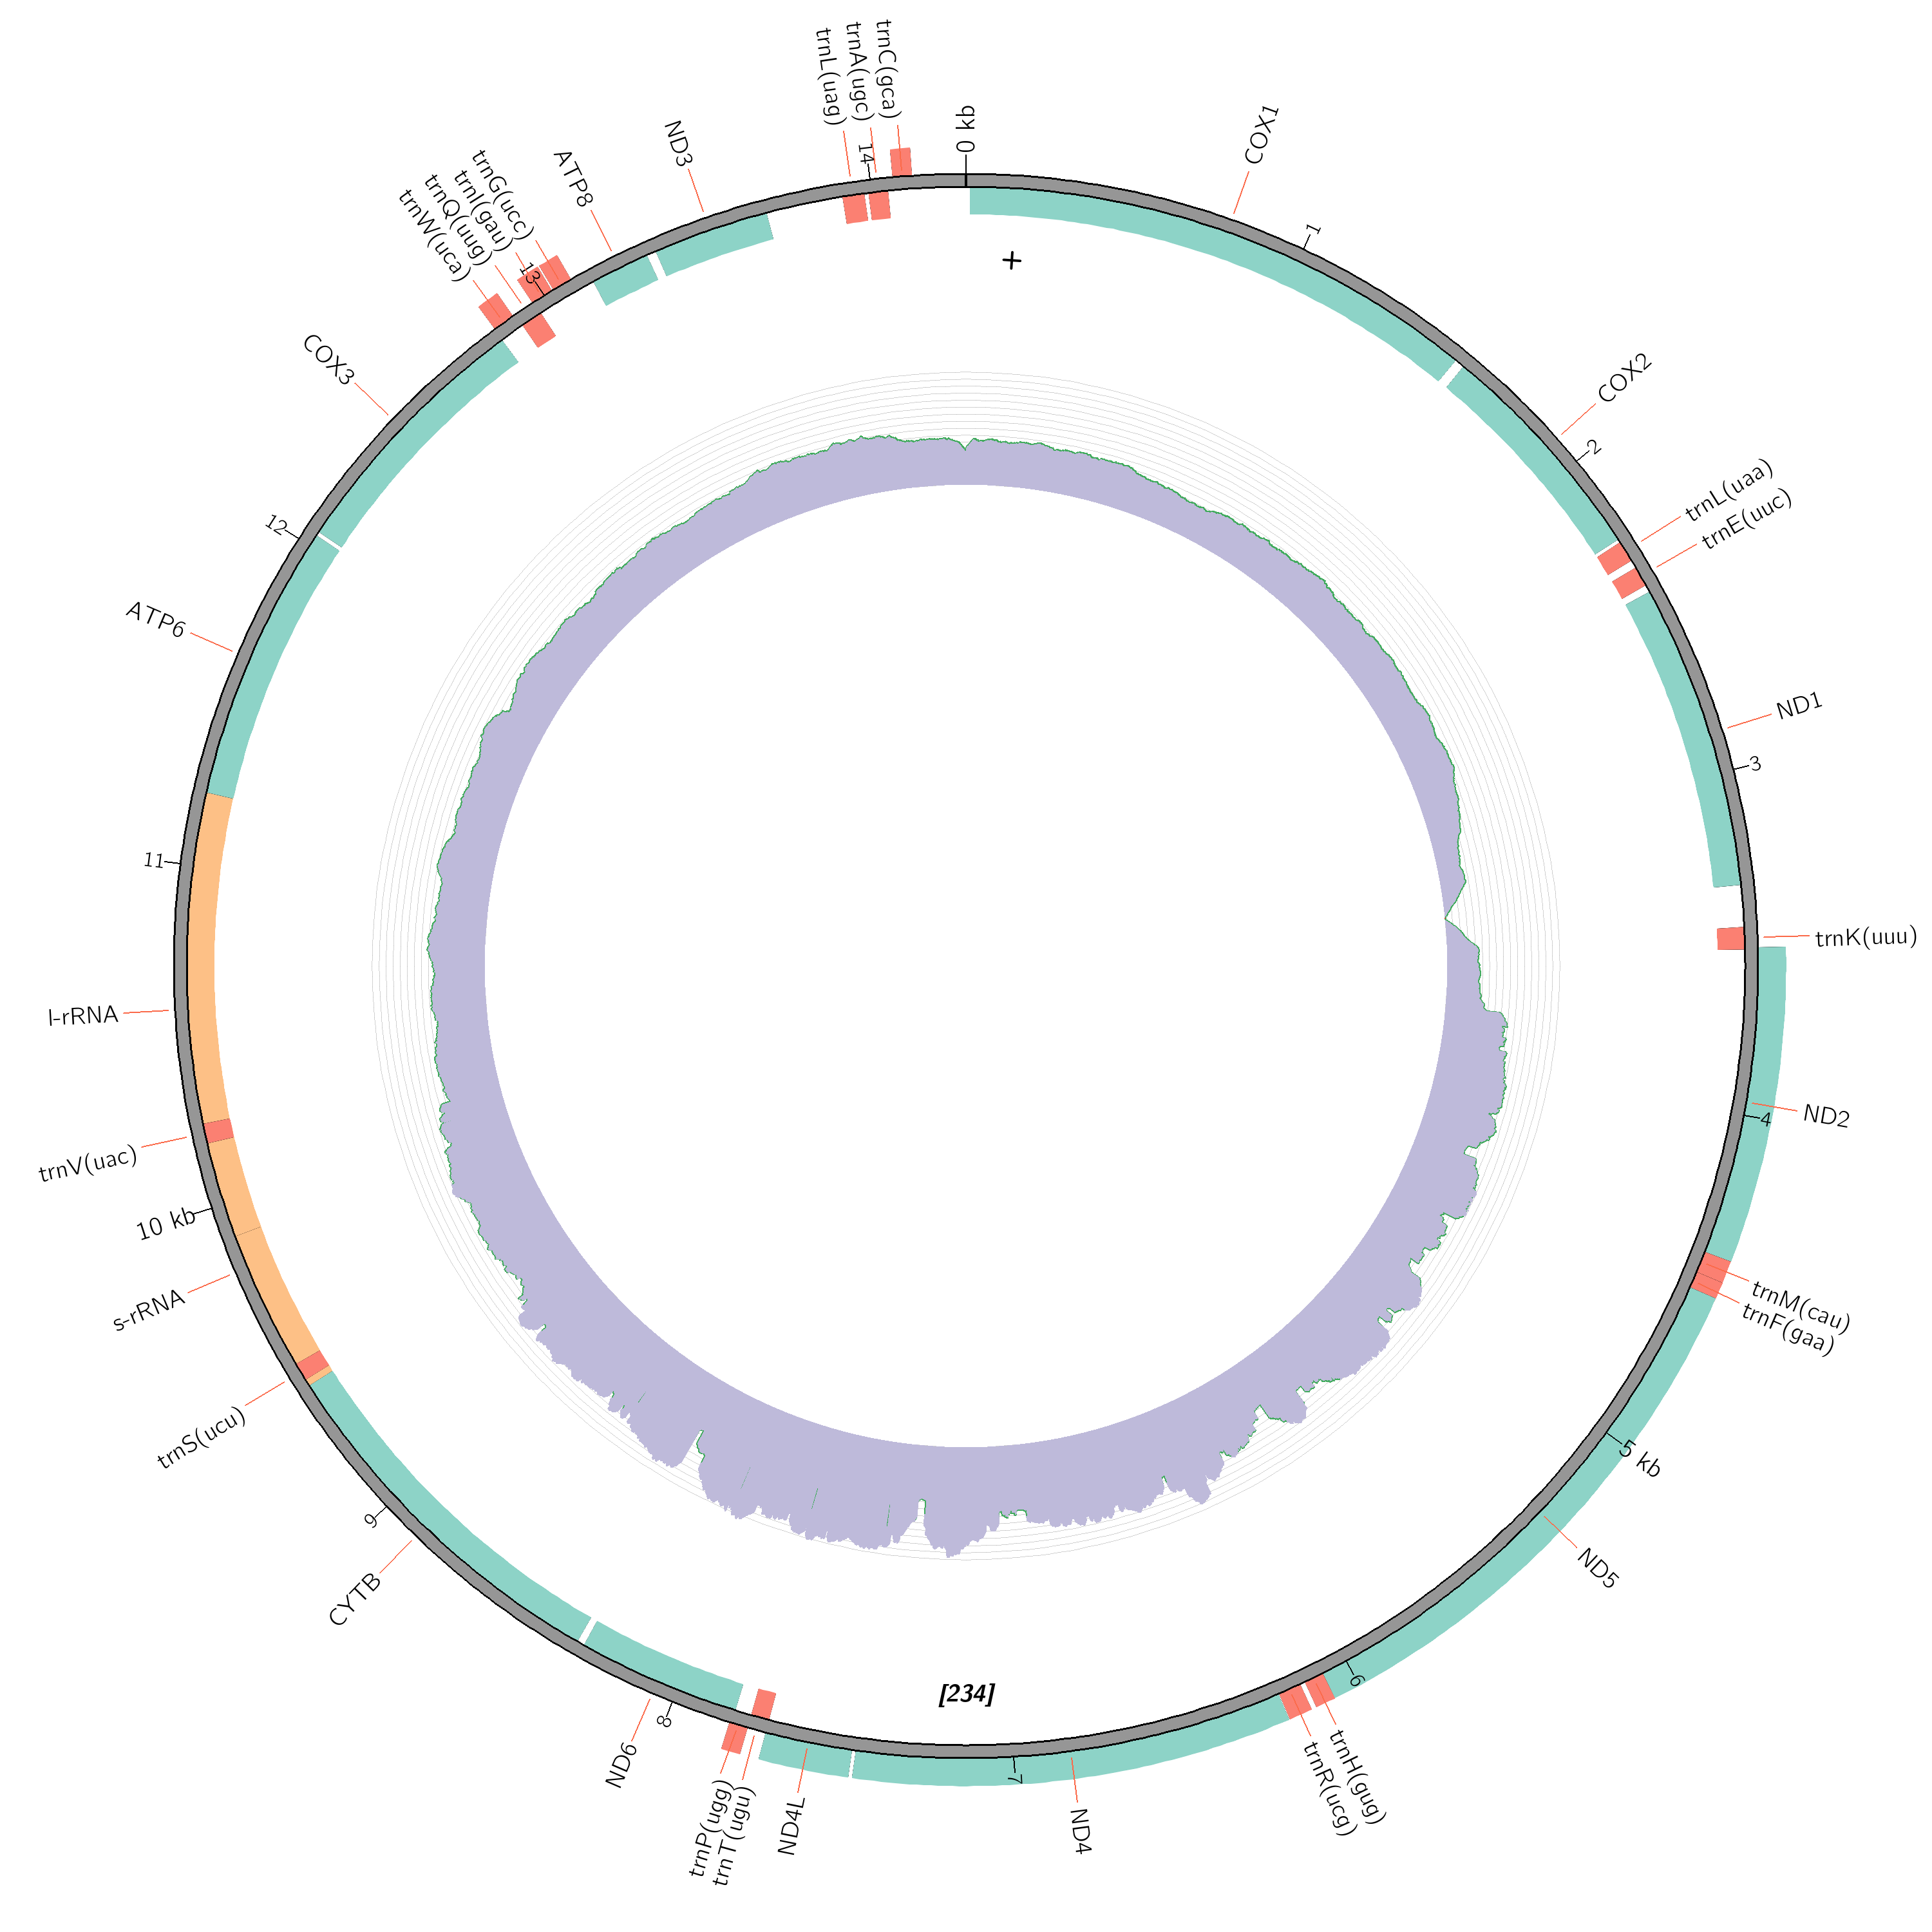 0 kb
COX1
1
COX2
2
trnL(uaa)
trnE(uuc)
ND1
3
trnK(uuu)
ND2
4
trnM(cau)
trnF(gaa)
5 kb
ND5
6
trnH(gug)
trnR(ucg)
ND4
7
ND4L
trnT(ugu)
trnP(ugg)
8
ND6
CYTB
9
trnS(ucu)
s-rRNA
10 kb
trnV(uac)
l-rRNA
11
ATP6
12
COX3
trnW(uca)
trnQ(uug)
trnI(gau)
trnG(ucc)
13
ATP8
ND3
trnL(uag)
trnA(ugc)
trnC(gca)
14
+
[234]